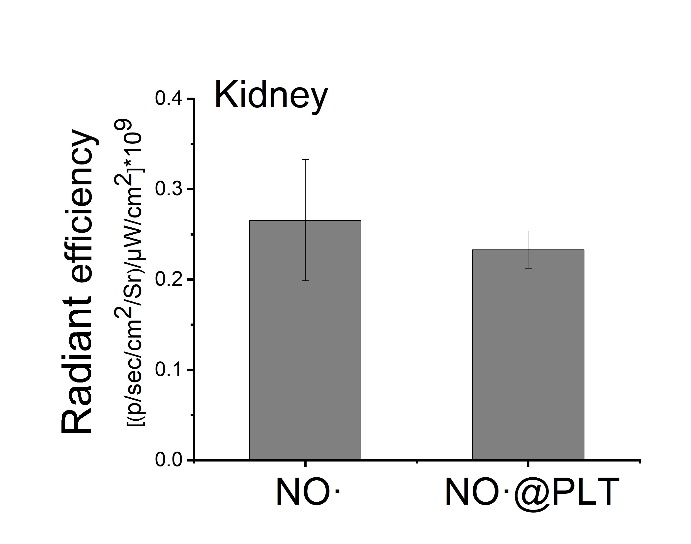 Kidney
Radiant efficiency
[(p/sec/cm²/Sr)/μW/cm²]*10⁹
0.4
0.3
0.2
0.1
0.0
NO· NO·@PLT